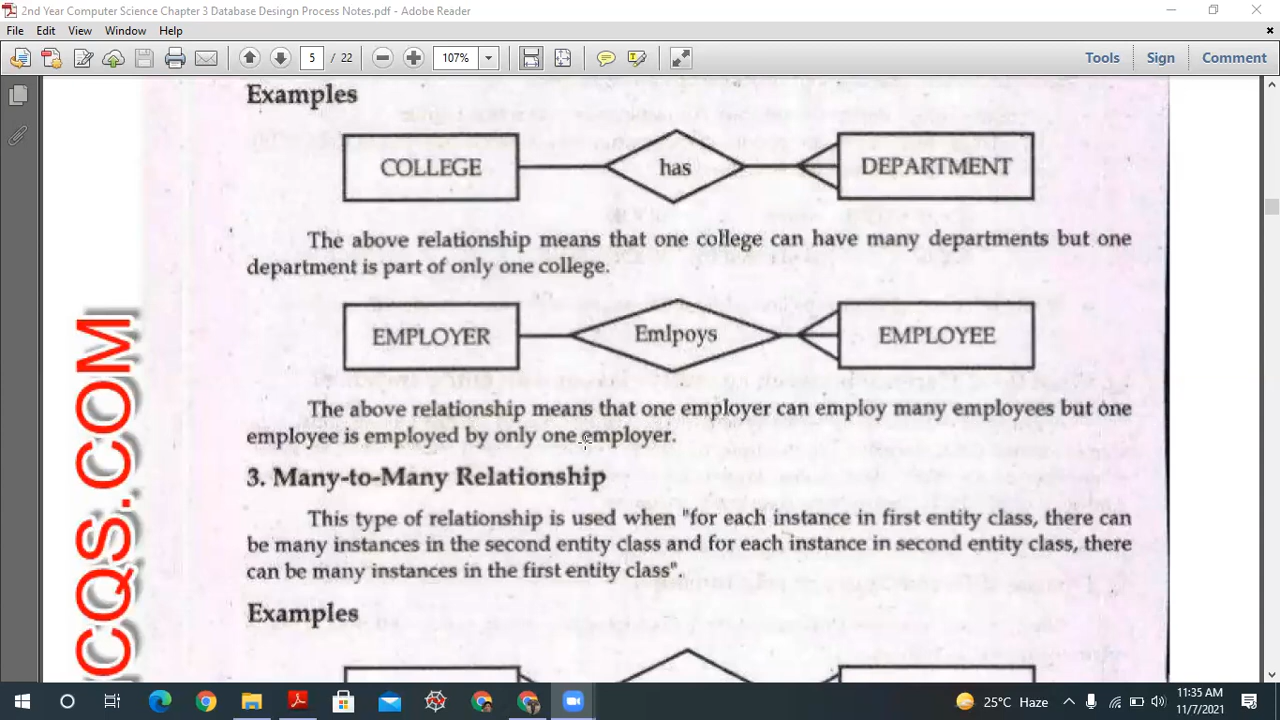 2nd Year Computer Science Chapter 3 Database Desingn Process Notes.pdf - Adobe Reader
File Edit View Window Help
5 / 22 107% Tools Sign Comment
Examples
COLLEGE has DEPARTMENT
The above relationship means that one college can have many departments but one
department is part of only one college.
EMPLOYER Emlpoys EMPLOYEE
The above relationship means that one employer can employ many employees but one
employee is employed by only one employer.
3. Many-to-Many Relationship
This type of relationship is used when "for each instance in first entity class, there can
be many instances in the second entity class and for each instance in second entity class, there
can be many instances in the first entity class".
Examples
CQS.COM
25°C Haze
11:35 AM
11/7/2021